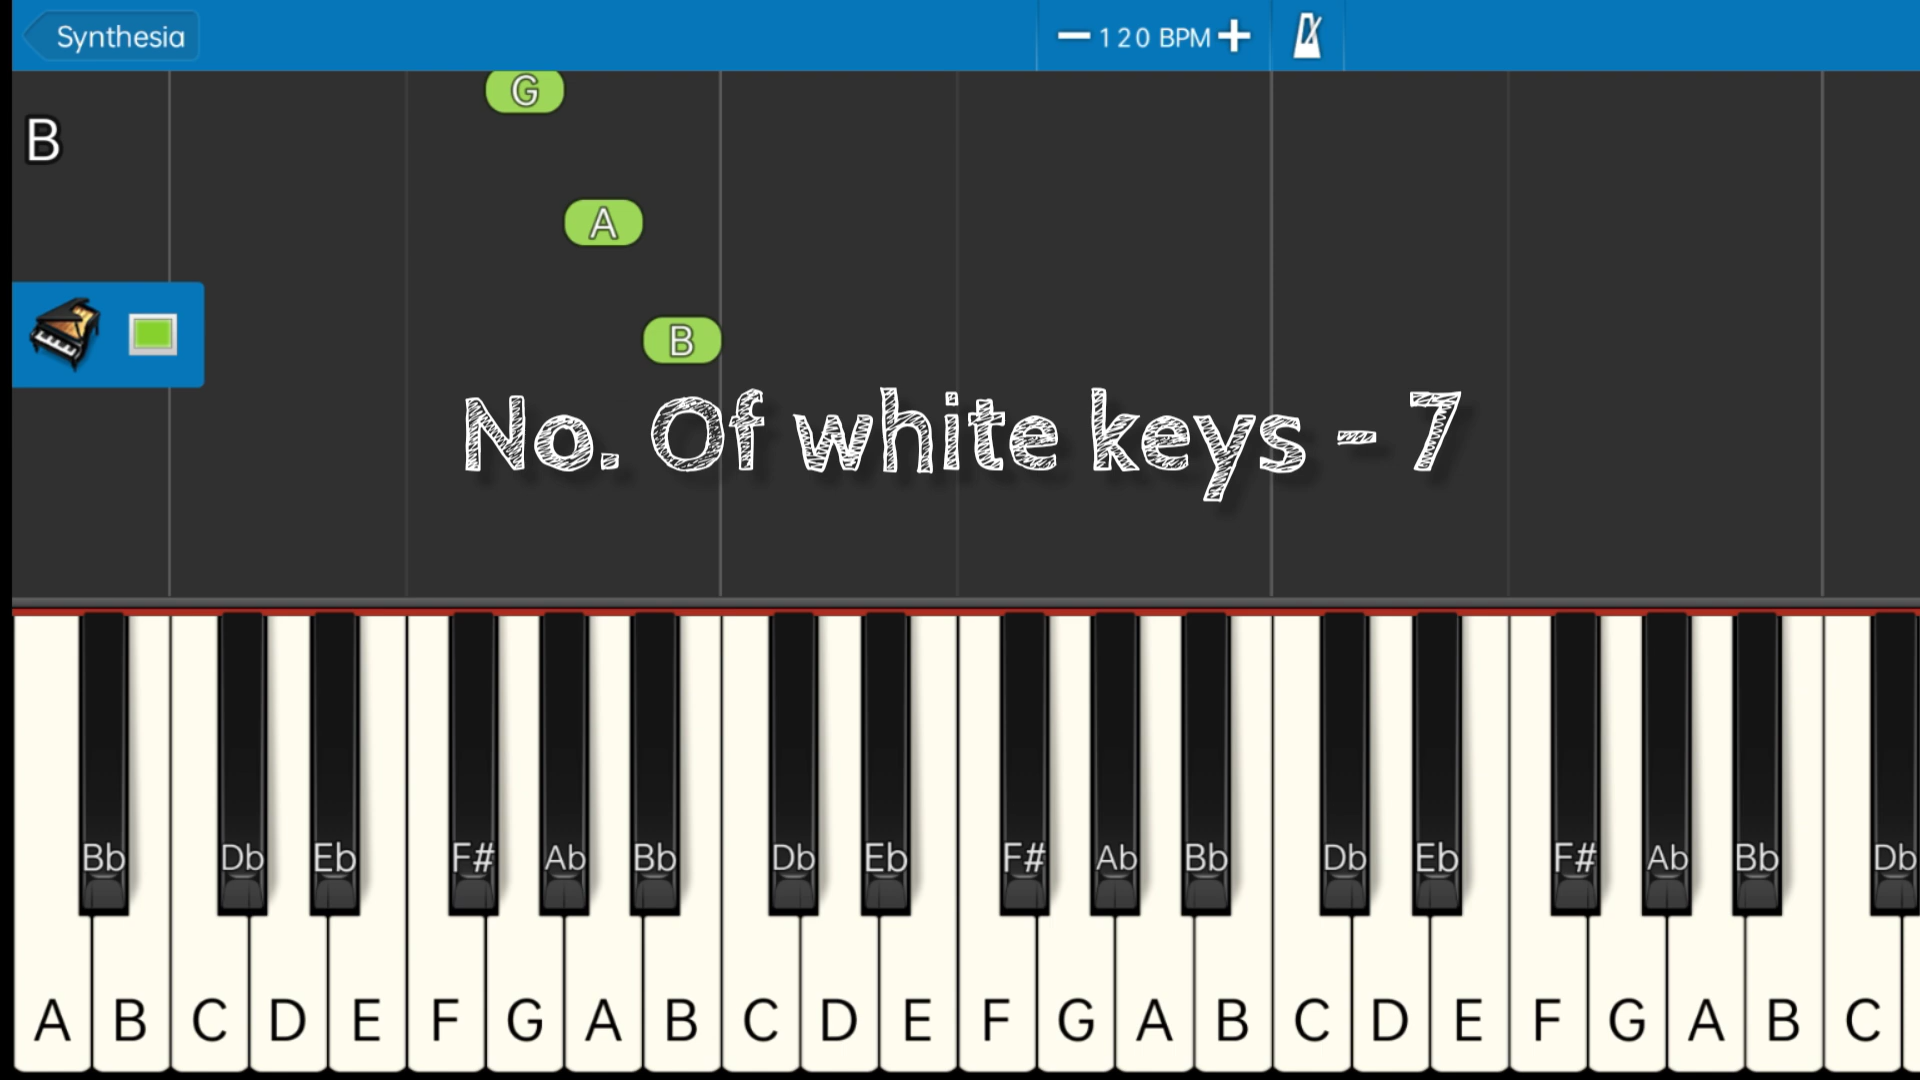 Synthesia
120 BPM
G
B
A
B
No. Of white keys - 7
Bb Db Eb F# Ab Bb Db Eb F# Ab Bb Db Eb F# Ab Bb Db
A B C D E F G A B C D E F G A B C D E F G A B C